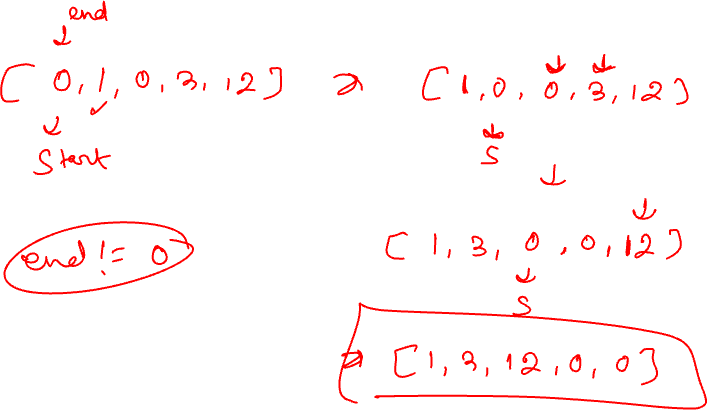 end
[ 0, 1, 0, 3, 12 ] → [ 1, 0, 0, 3, 12 ]
Start
S
[ 1, 3, 0, 0, 12 ]
end != 0
S
⇒ [ 1, 3, 12, 0, 0 ]